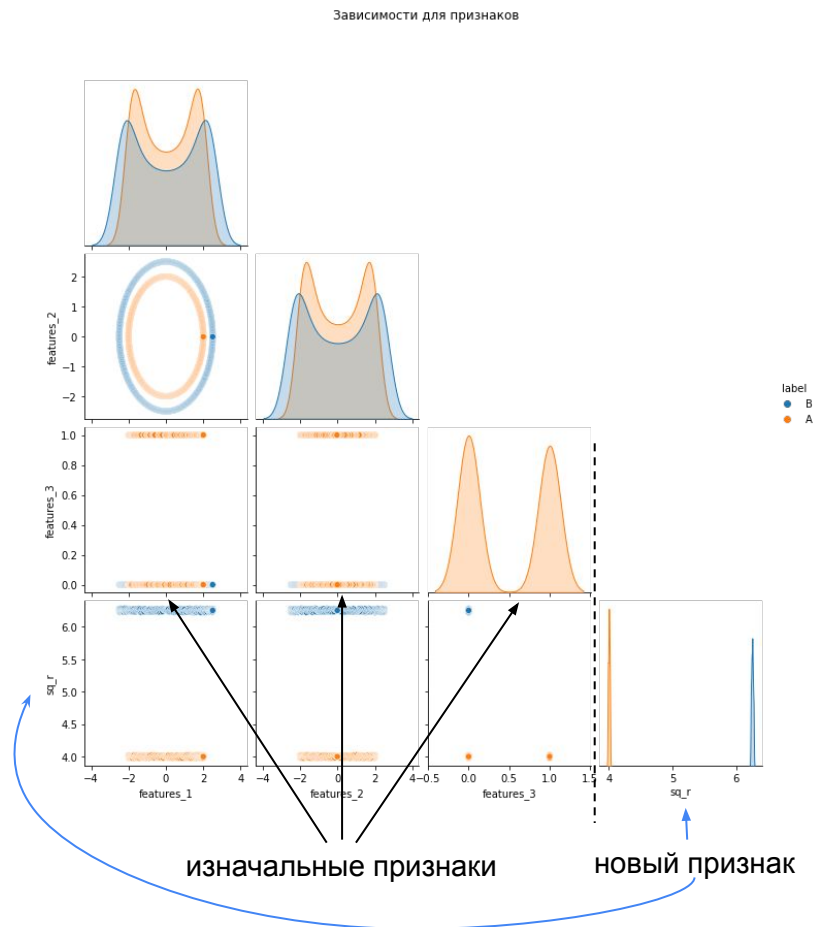 Зависимости для признаков
features_2
2
1
0
−1
−2
label
B
A
features_3
1.0
0.8
0.6
0.4
0.2
0.0
sq_r
6.0
5.5
5.0
4.5
4.0
−4 −2 0 2 4
features_1
−4 −2 0 2 4
features_2
−0.5 0.0 0.5 1.0 1.5
features_3
4 5 6
sq_r
изначальные признаки
новый признак